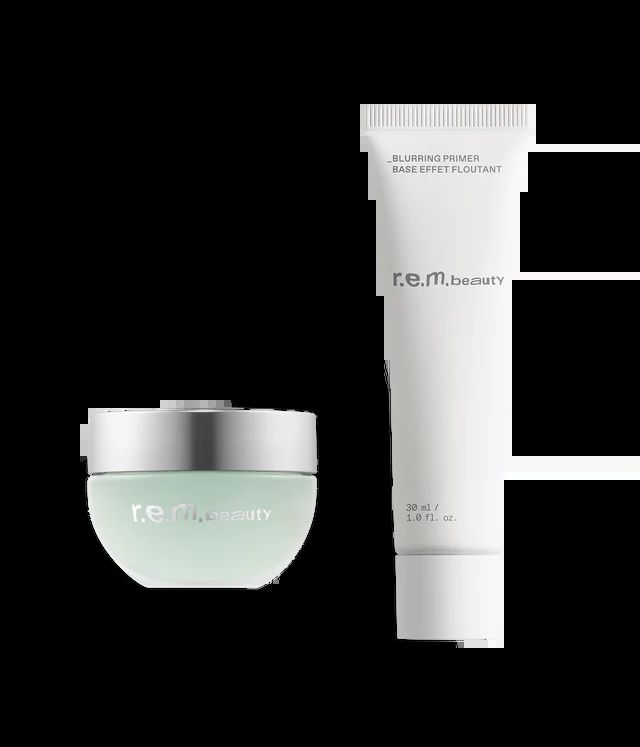 _BLURRING PRIMER
BASE EFFET FLOUTANT
r.e.m.beauty
30 ml /
1.0 fl. oz.
r.e.m.beauty